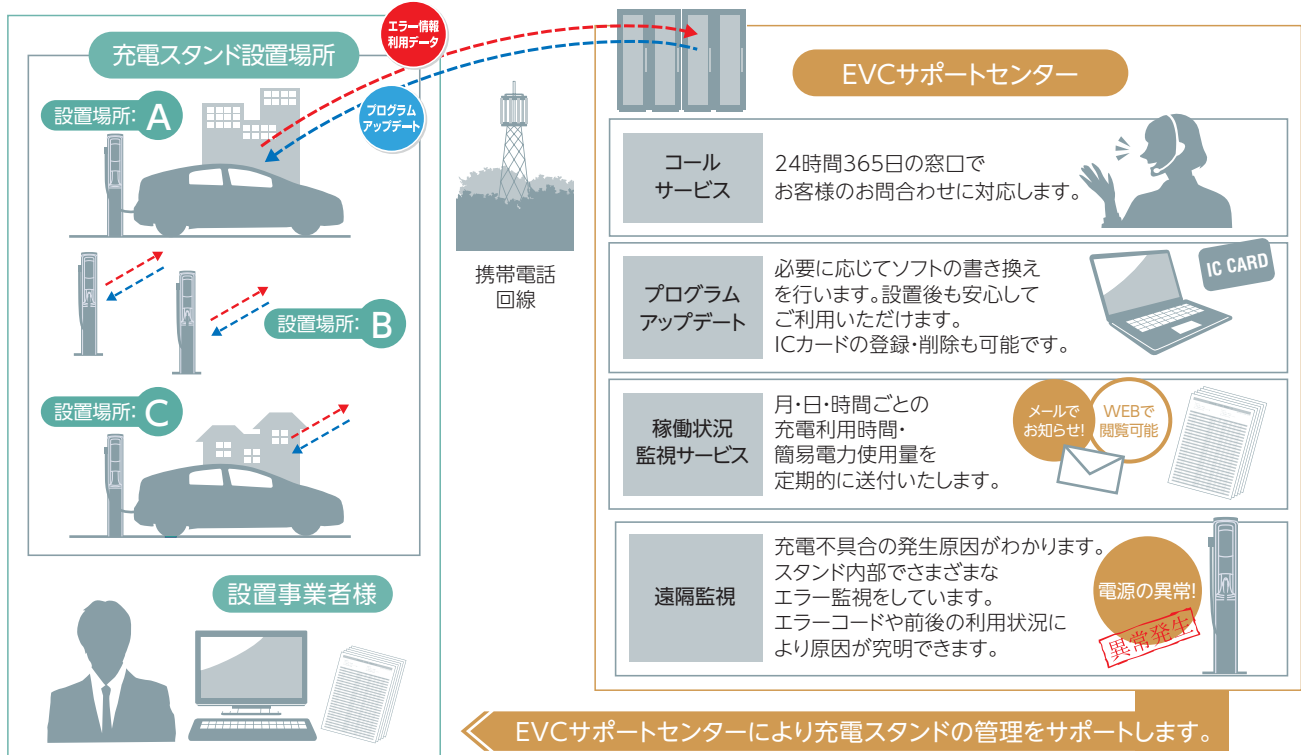 エラー情報
利用データ
充電スタンド設置場所
プログラム
アップデート
設置場所: A
設置場所: B
設置場所: C
設置事業者様
携帯電話
回線
EVCサポートセンター
コール
サービス
24時間365日の窓口で
お客様のお問合わせに対応します。
プログラム
アップデート
必要に応じてソフトの書き換え
を行います。設置後も安心して
ご利用いただけます。
ICカードの登録・削除も可能です。
IC CARD
稼働状況
監視サービス
月・日・時間ごとの
充電利用時間・
簡易電力使用量を
定期的に送付いたします。
メールで
お知らせ!
WEBで
閲覧可能
遠隔監視
充電不具合の発生原因がわかります。
スタンド内部でさまざまな
エラー監視をしています。
エラーコードや前後の利用状況に
より原因が究明できます。
電源の異常!
異常発生
EVCサポートセンターにより充電スタンドの管理をサポートします。